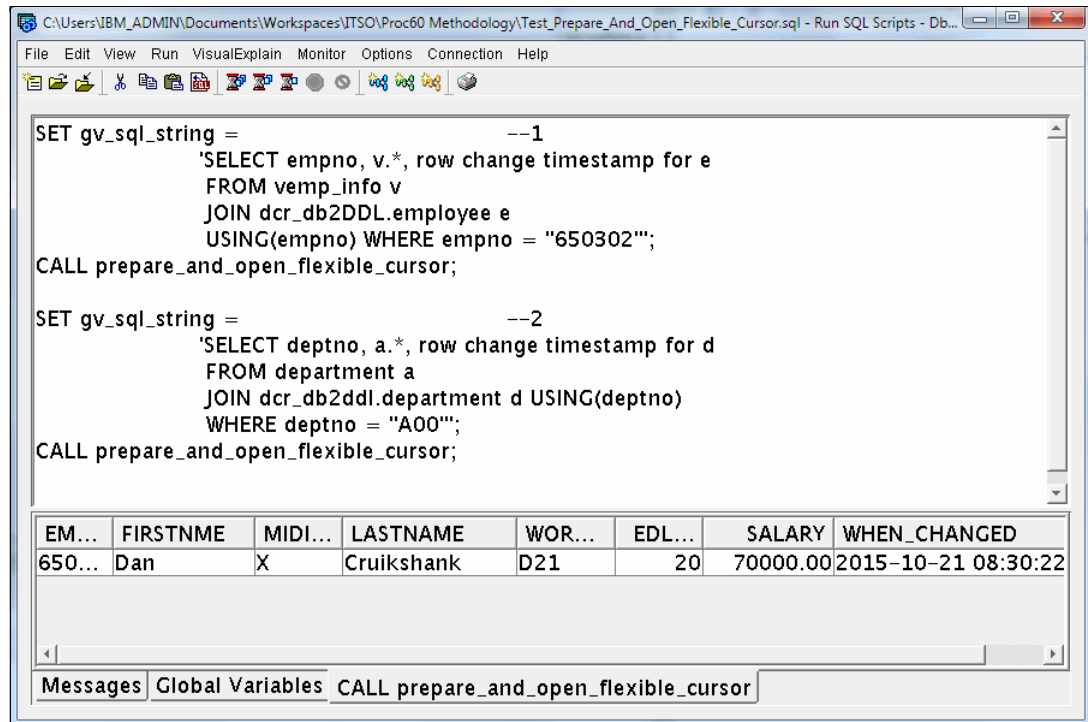 C:\Users\IBM_ADMIN\Documents\Workspaces\ITSO\Proc60 Methodology\Test_Prepare_And_Open_Flexible_Cursor.sql - Run SQL Scripts - Db...
File Edit View Run VisualExplain Monitor Options Connection Help
SET gv_sql_string = --1
'SELECT empno, v.*, row change timestamp for e
FROM vemp_info v
JOIN dcr_db2DDL.employee e
USING(empno) WHERE empno = ''650302''';
CALL prepare_and_open_flexible_cursor;
SET gv_sql_string = --2
'SELECT deptno, a.*, row change timestamp for d
FROM department a
JOIN dcr_db2ddl.department d USING(deptno)
WHERE deptno = ''A00''';
CALL prepare_and_open_flexible_cursor;
EM... FIRSTNME MIDI... LASTNAME WOR... EDL... SALARY WHEN_CHANGED
650... Dan X Cruikshank D21 20 70000.00 2015-10-21 08:30:22
Messages Global Variables CALL prepare_and_open_flexible_cursor